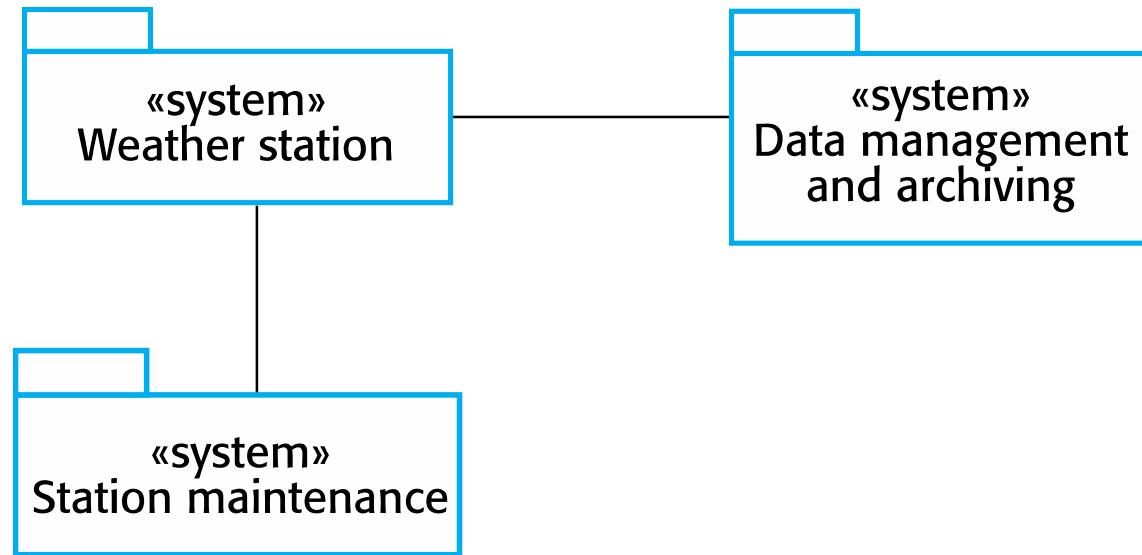 «system»
Weather station
«system»
Data management
and archiving
«system»
Station maintenance